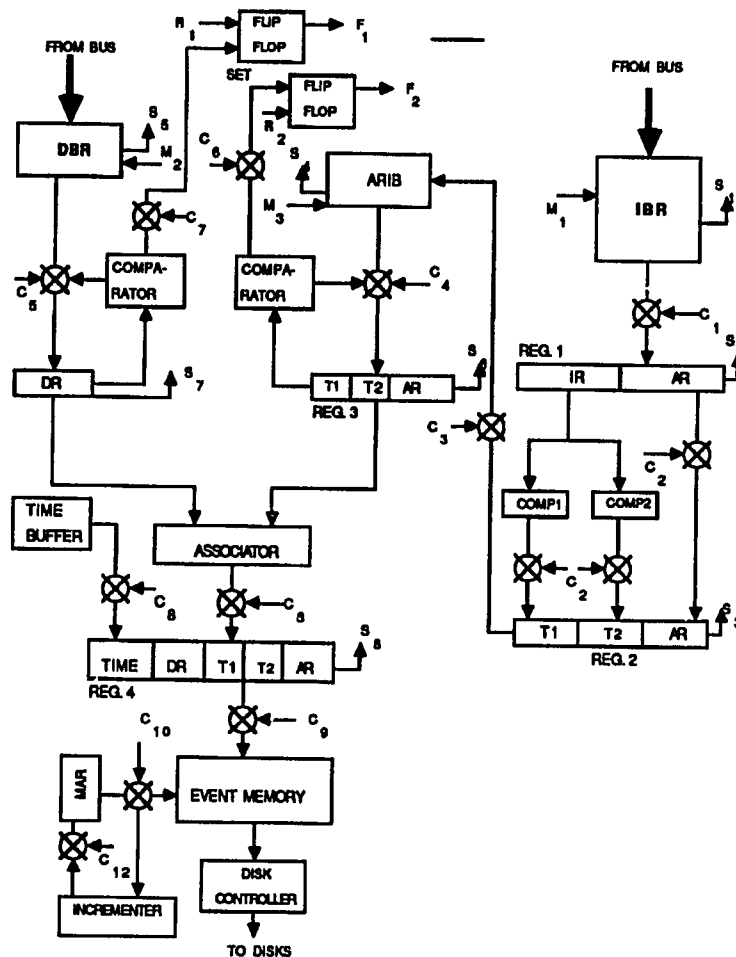 R1
FLIP
FLOP
F1
SET
FROM BUS
FLIP
FLOP
F2
R2
FROM BUS
DBR
S5
M2
C6
S4
ARIB
M3
M1
IBR
S1
C7
COMPA-
RATOR
C5
COMPA-
RATOR
C4
C1
REG. 1
S
IR
AR
DR
S7
T1
T2
AR
S6
REG. 3
C3
C2
COMP1
COMP2
TIME
BUFFER
ASSOCIATOR
C2
C8
C8
S8
S3
T1
T2
AR
REG. 2
TIME
DR
T1
T2
AR
REG. 4
C10
C9
MAR
EVENT MEMORY
C12
INCREMENTER
DISK
CONTROLLER
TO DISKS